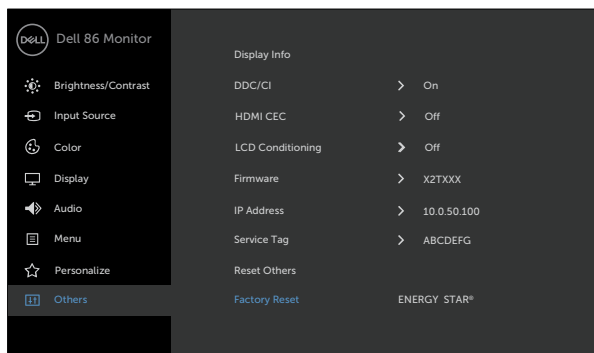 DELL Dell 86 Monitor
Display Info
Brightness/Contrast DDC/CI On
Input Source HDMI CEC Off
Color LCD Conditioning Off
Display Firmware X2TXXX
Audio IP Address 10.0.50.100
Menu Service Tag ABCDEFG
Personalize Reset Others
Others Factory Reset ENERGY STAR®